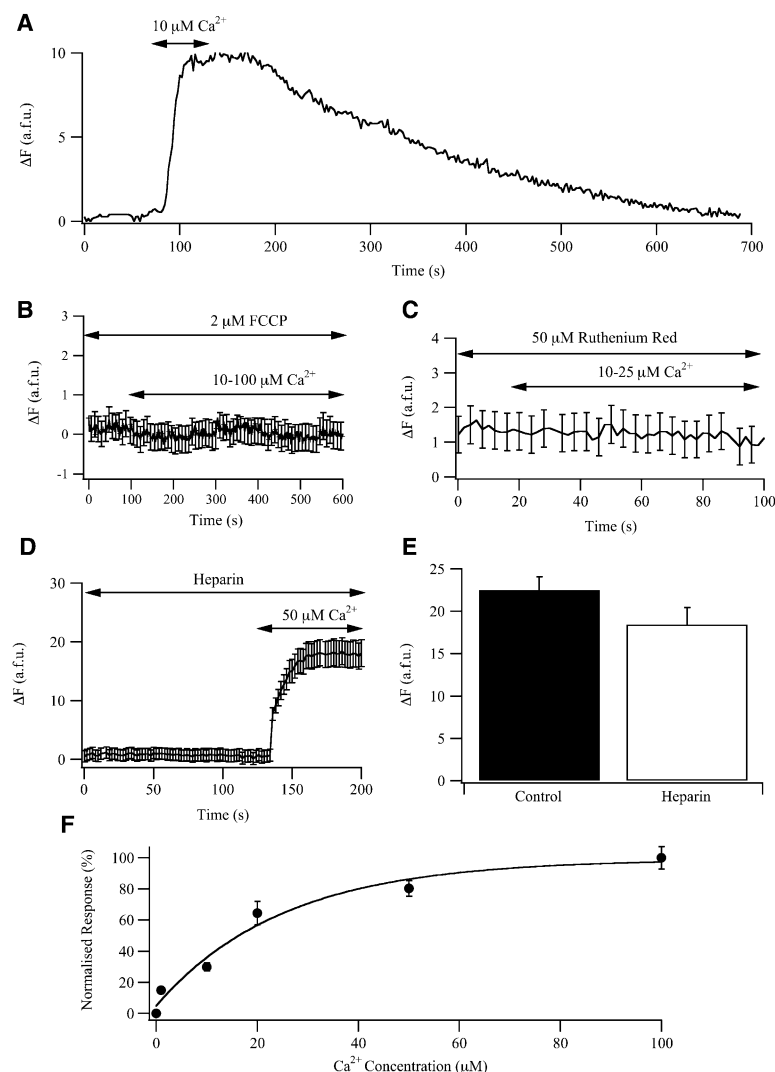 A
10 μM Ca2+
10
5
0
ΔF (a.f.u.)
0 100 200 300 400 500 600 700
Time (s)
B
2 μM FCCP
10-100 μM Ca2+
3
2
1
0
-1
ΔF (a.f.u.)
0 100 200 300 400 500 600
Time (s)
C
50 μM Ruthenium Red
10-25 μM Ca2+
4
3
2
1
0
ΔF (a.f.u.)
0 20 40 60 80 100
Time (s)
D
Heparin
50 μM Ca2+
30
20
10
0
ΔF (a.f.u.)
0 50 100 150 200
Time (s)
E
25
20
15
10
5
0
ΔF (a.f.u.)
Control Heparin
F
100
80
60
40
20
0
Normalised Response (%)
0 20 40 60 80 100
Ca2+ Concentration (μM)